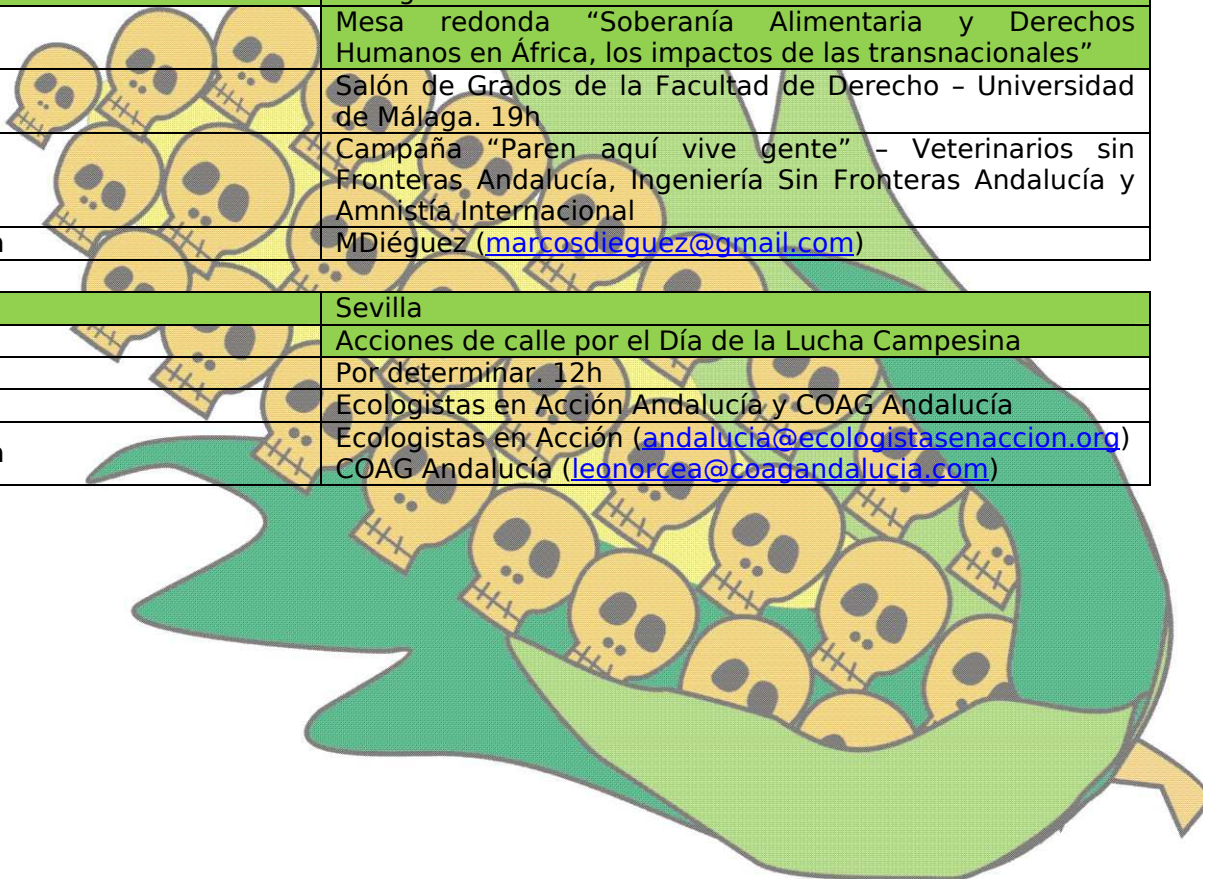 Mesa redonda “Soberanía Alimentaria y Derechos
Humanos en África, los impactos de las transnacionales”
Salón de Grados de la Facultad de Derecho – Universidad
de Málaga. 19h
Campaña “Paren aquí vive gente” – Veterinarios sin
Fronteras Andalucía, Ingeniería Sin Fronteras Andalucía y
Amnistía Internacional
MDiéguez (marcosdieguez@gmail.com)
Sevilla
Acciones de calle por el Día de la Lucha Campesina
Por determinar. 12h
Ecologistas en Acción Andalucía y COAG Andalucía
Ecologistas en Acción (andalucia@ecologistasenaccion.org)
COAG Andalucía (leonorcea@coagandalucia.com)